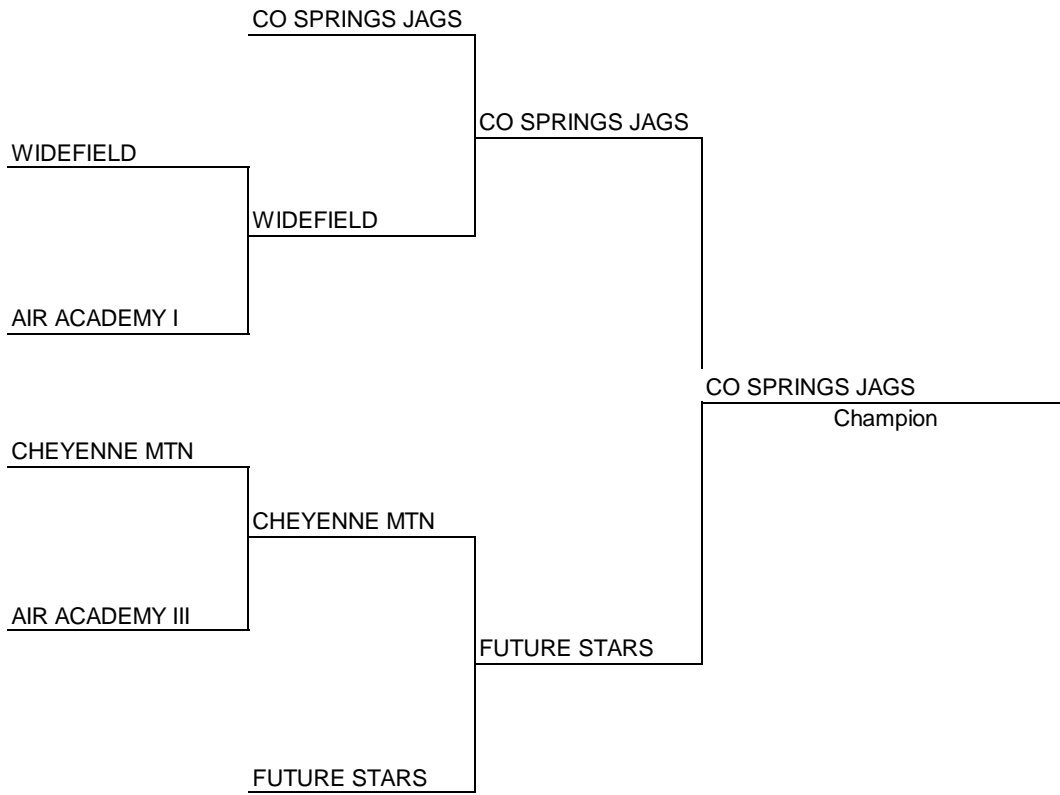 CO SPRINGS JAGS
CO SPRINGS JAGS
WIDEFIELD
WIDEFIELD
AIR ACADEMY I
CO SPRINGS JAGS
Champion
CHEYENNE MTN
CHEYENNE MTN
AIR ACADEMY III
FUTURE STARS
FUTURE STARS